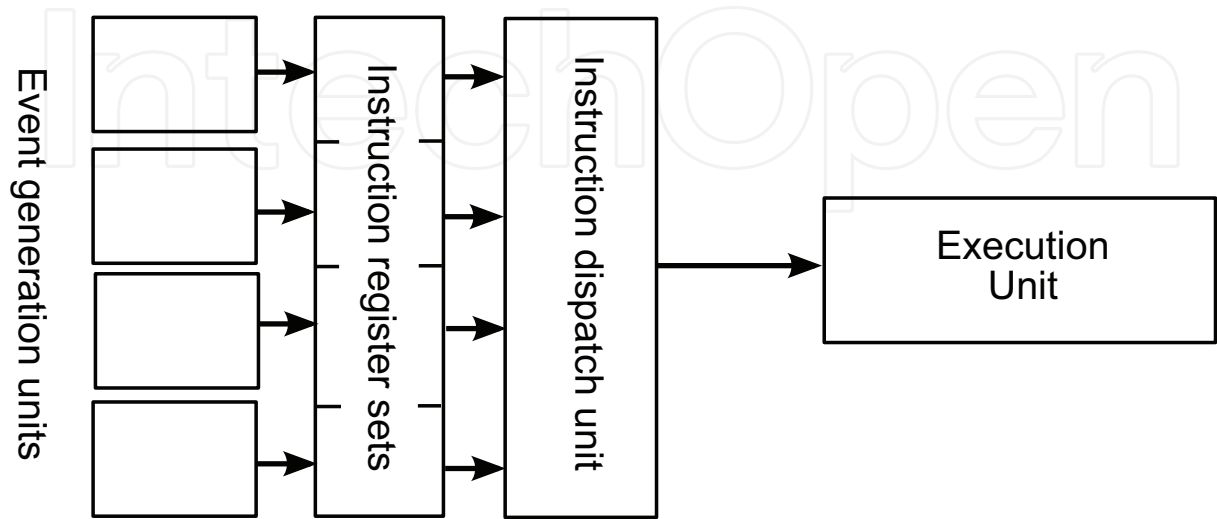 IntechOpen
Event generation units
Instruction register sets
Instruction dispatch unit
Execution
Unit